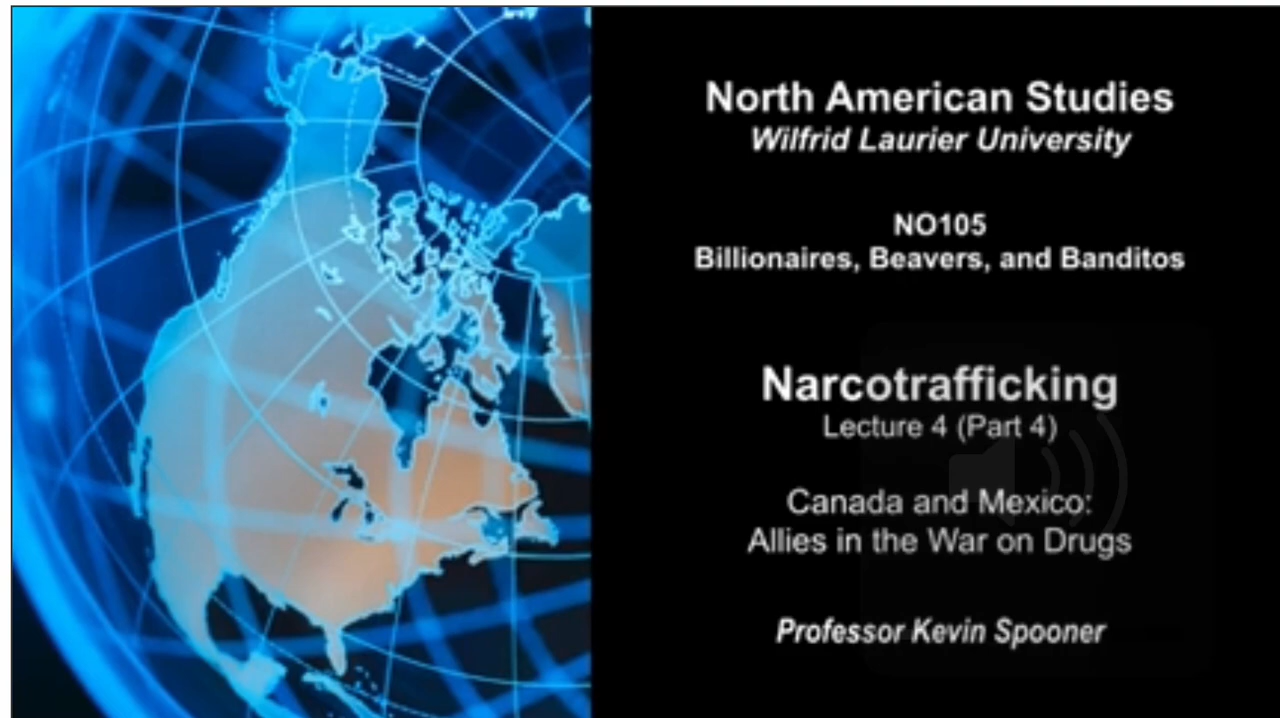 North American Studies
Wilfrid Laurier University
NO105
Billionaires, Beavers, and Banditos
Narcotrafficking
Lecture 4 (Part 4)
Canada and Mexico:
Allies in the War on Drugs
Professor Kevin Spooner